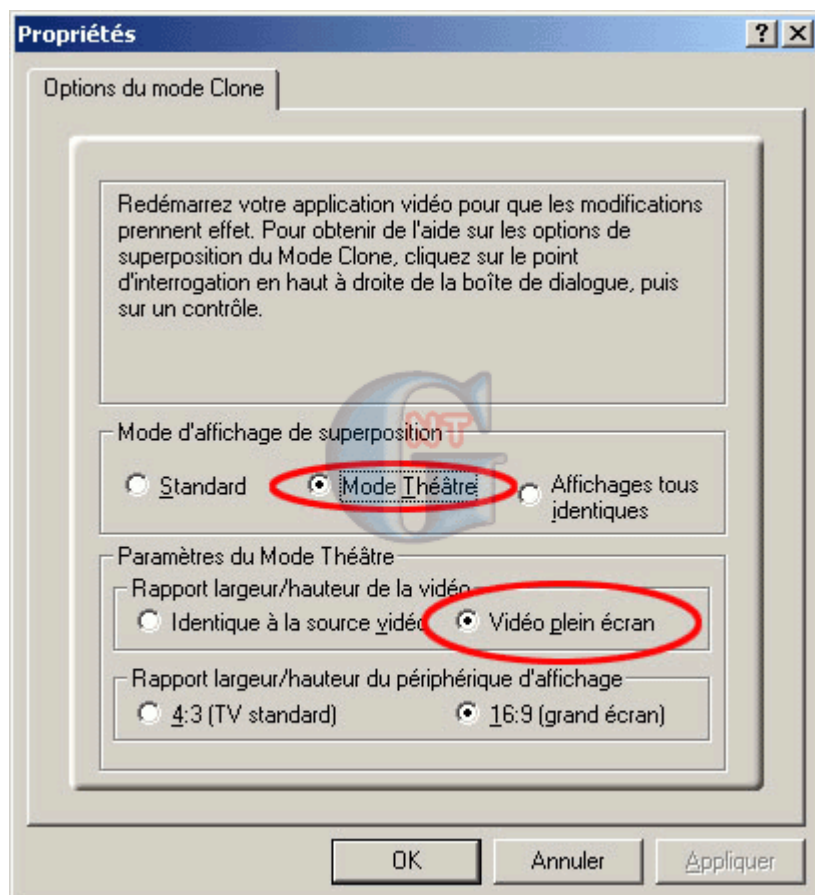 Propriétés
Options du mode Clone
Redémarrez votre application vidéo pour que les modifications
prennent effet. Pour obtenir de l'aide sur les options de
superposition du Mode Clone, cliquez sur le point
d'interrogation en haut à droite de la boîte de dialogue, puis
sur un contrôle.
GNT
Mode d'affichage de superposition
Standard
Mode Théâtre
Affichages tous
identiques
Paramètres du Mode Théâtre
Rapport largeur/hauteur de la vidéo
Identique à la source vidéo
Vidéo plein écran
Rapport largeur/hauteur du périphérique d'affichage
4:3 (TV standard)
16:9 (grand écran)
OK
Annuler
Appliquer